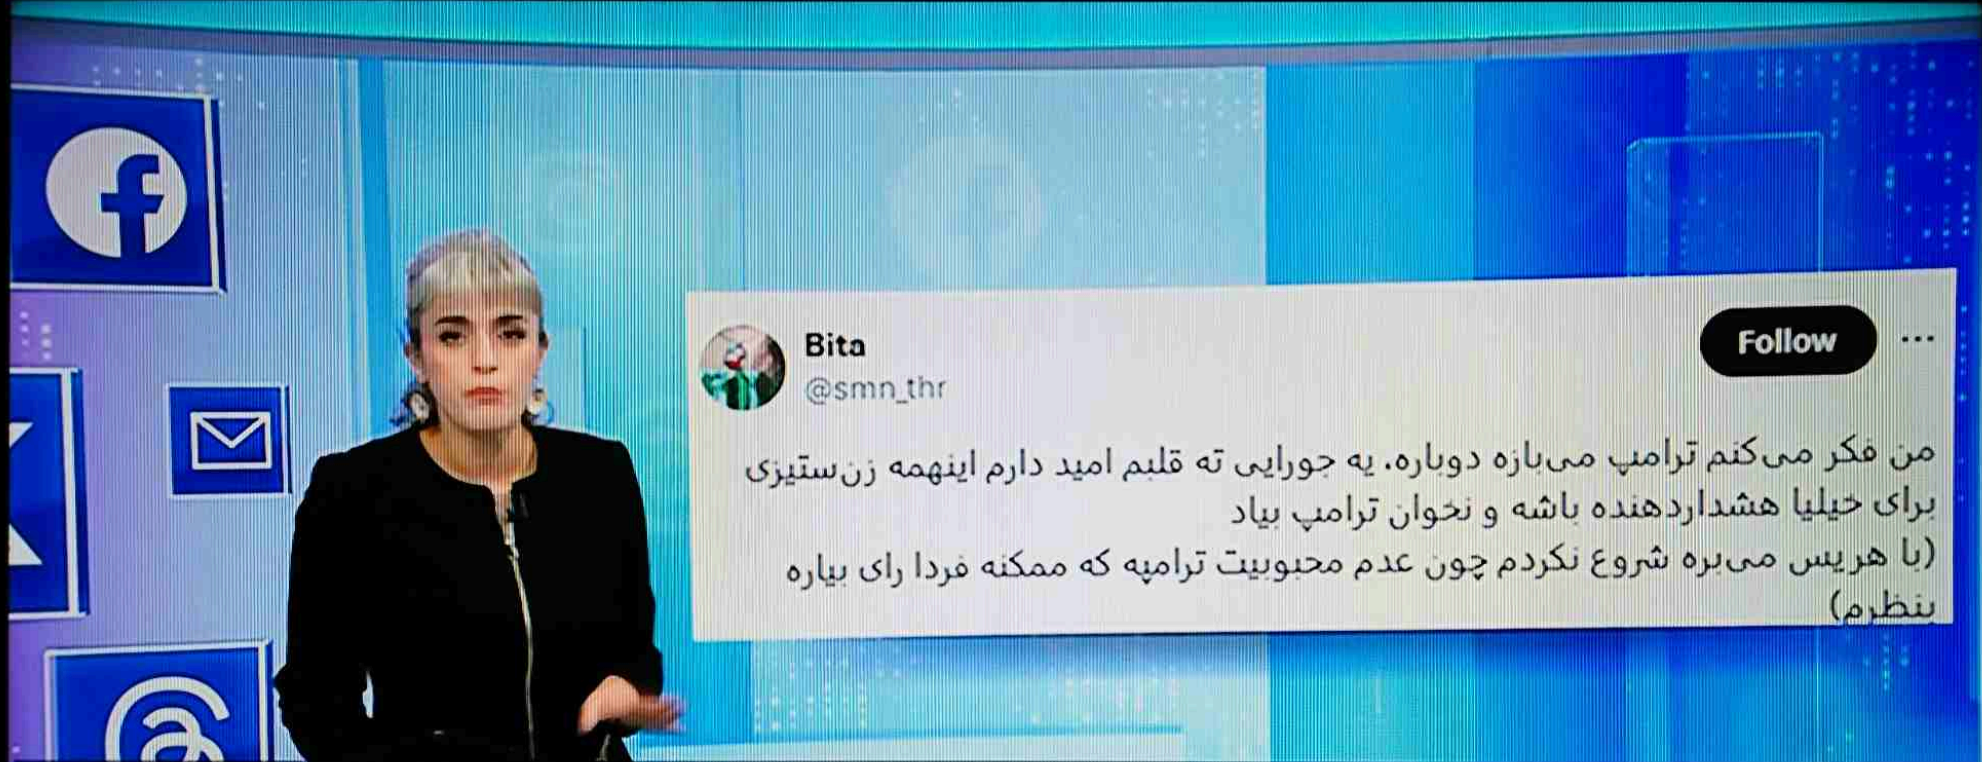 Bita
Follow
@smn_thr
من فکر می‌کنم ترامپ می‌بازه دوباره. یه جورایی ته قلبم امید دارم اینهمه زن‌ستیزی
برای خیلیا هشداردهنده باشه و نخوان ترامپ بیاد
(با هریس می‌بره شروع نکردم چون عدم محبوبیت ترامپه که ممکنه فردا رای بیاره
بنظرم)